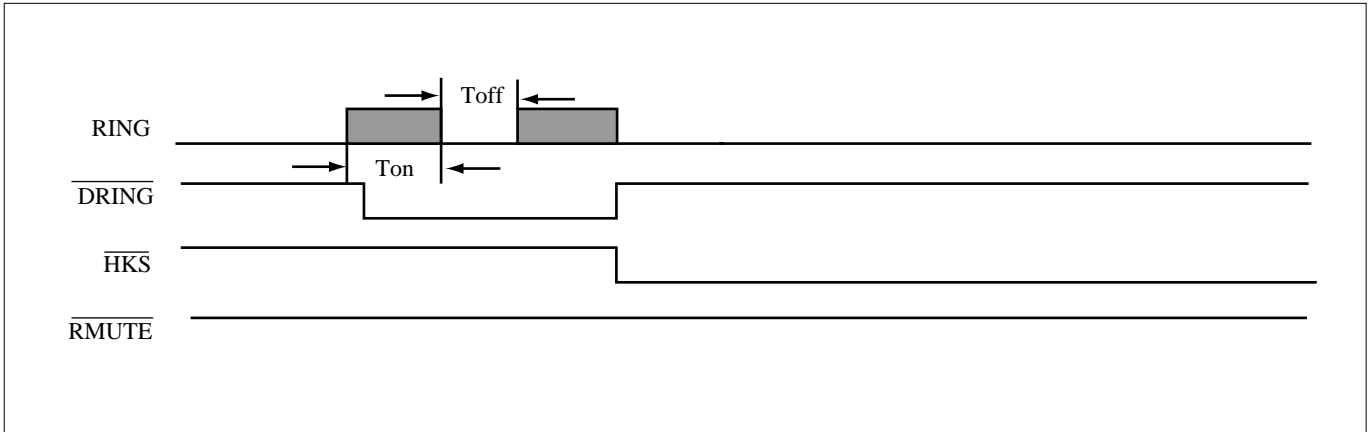 Toff
RING
Ton
DRING
HKS
RMUTE